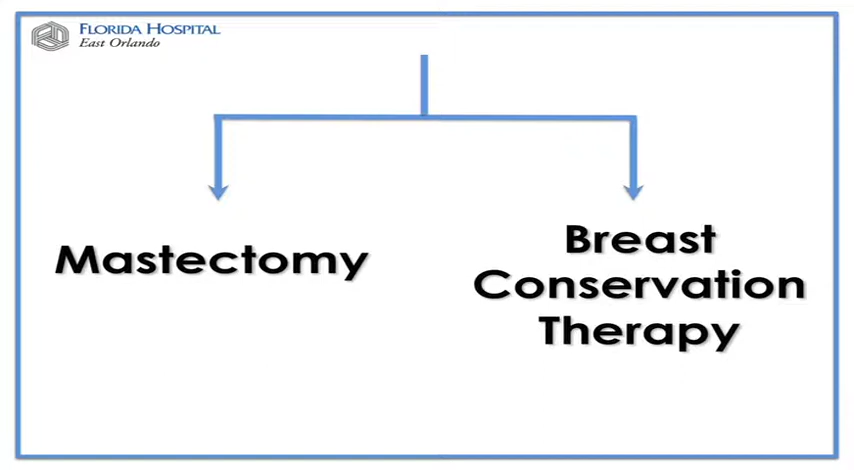 FLORIDA HOSPITAL
East Orlando
Mastectomy
Breast
Conservation
Therapy